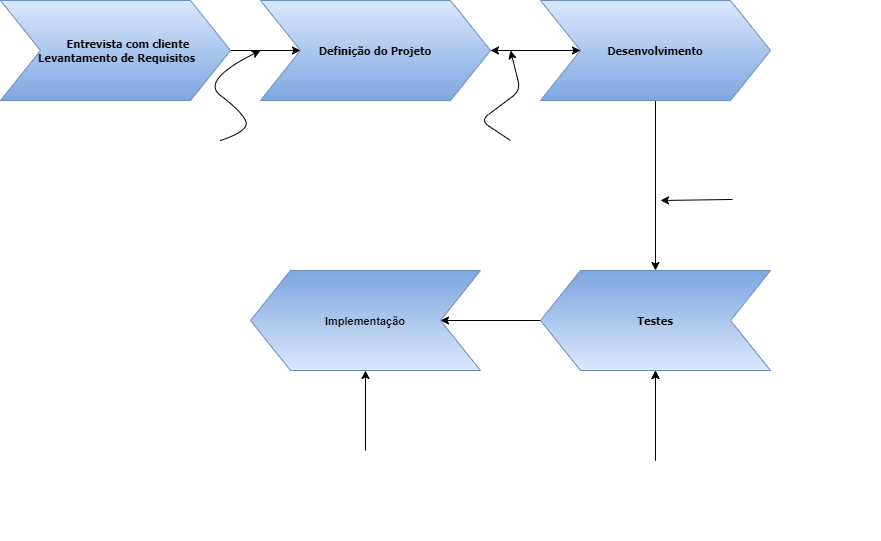 Entrevista com cliente
Levantamento de Requisitos
Definição do Projeto
Desenvolvimento
Implementação
Testes